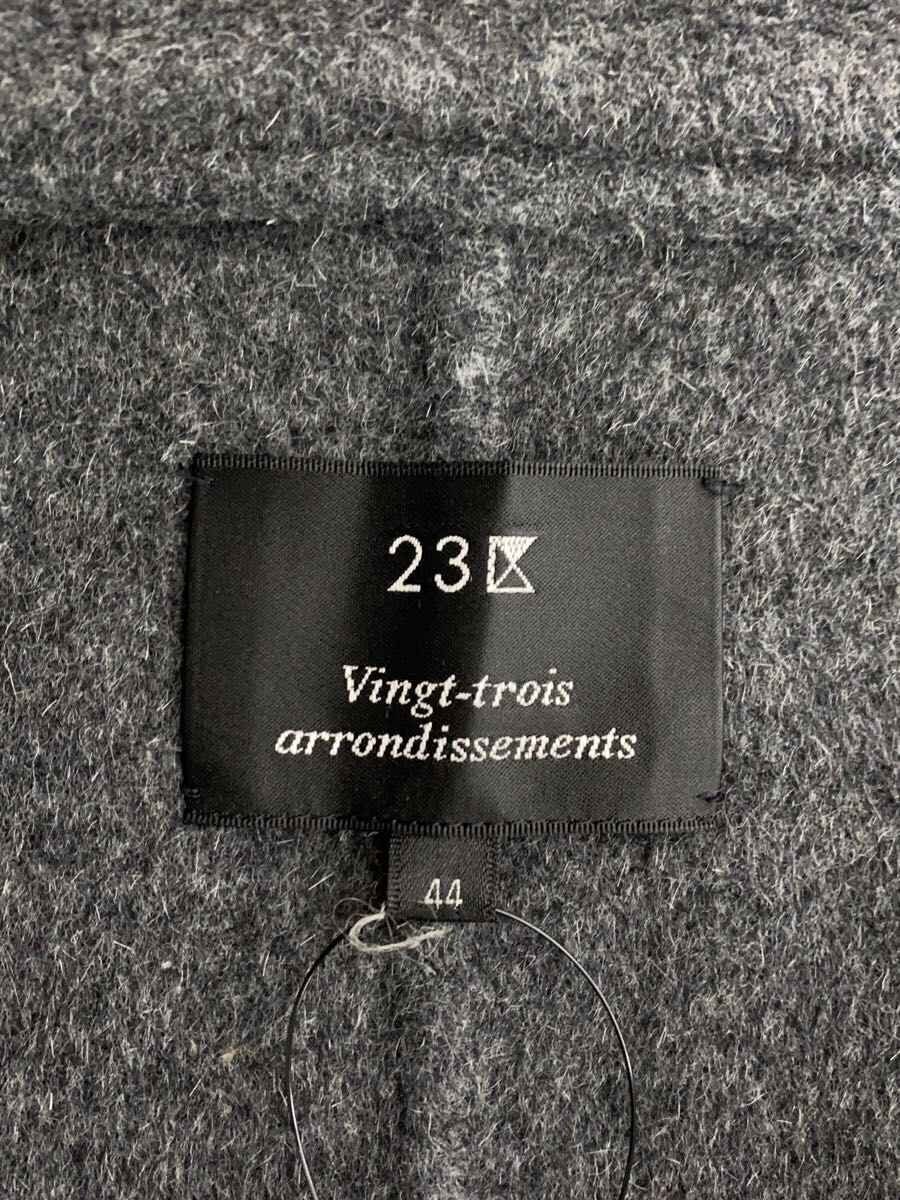 23区
Vingt-trois
arrondissements
44